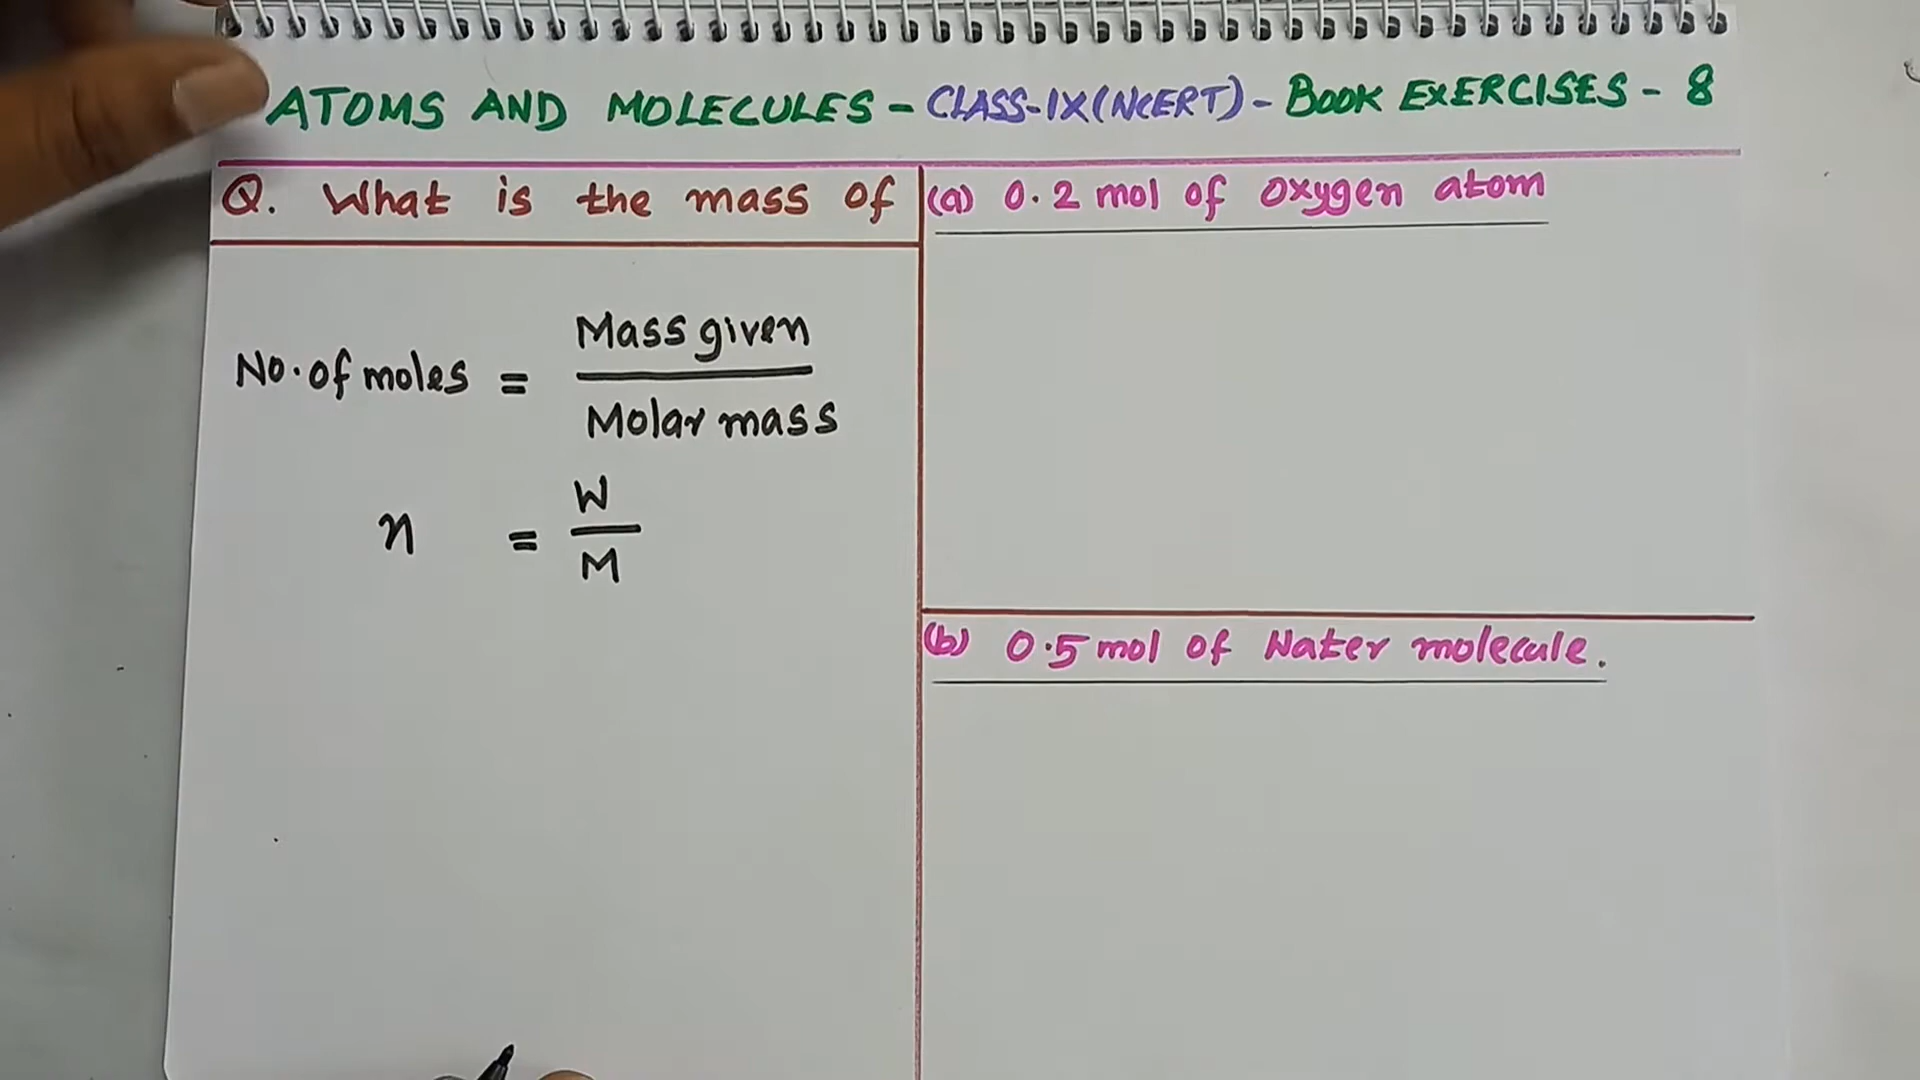 ATOMS AND MOLECULES - CLASS-IX(NCERT) - BOOK EXERCISES - 8
Q. What is the mass of
No. of moles = Mass given
Molar mass
n = W
M
(a) 0.2 mol of oxygen atom
(b) 0.5 mol of Water molecule.